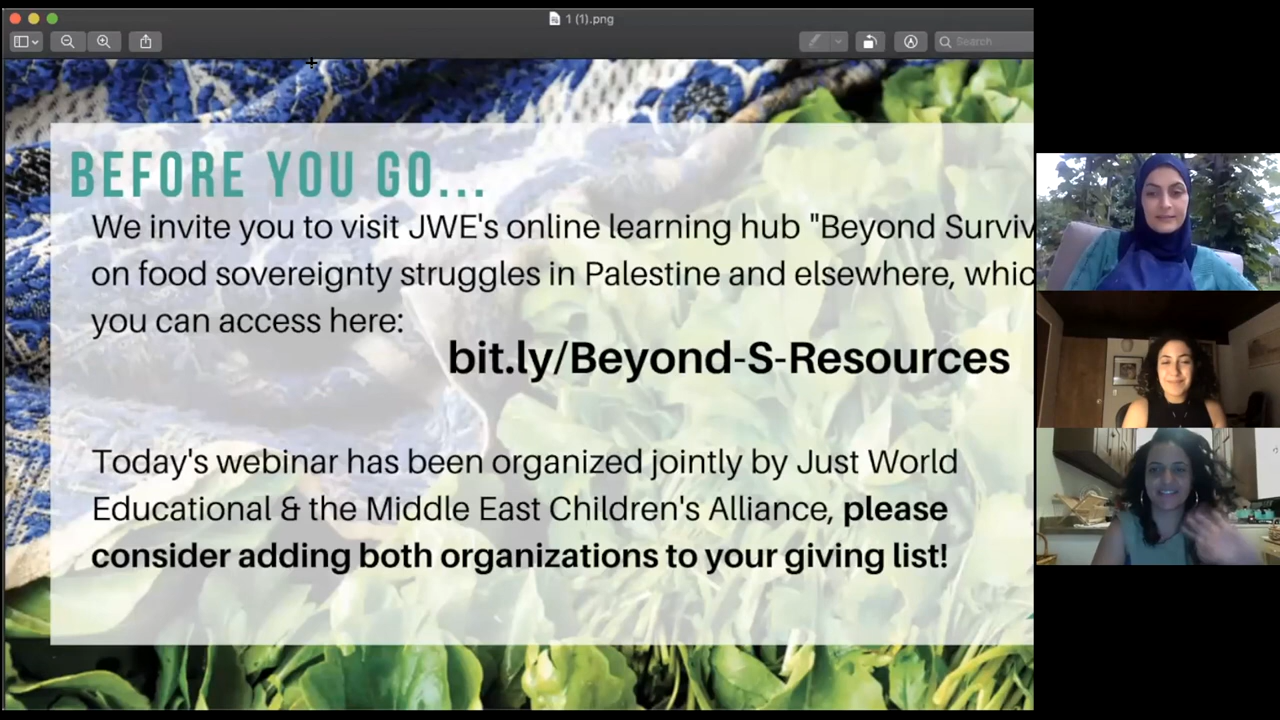 1 (1).png
Search
BEFORE YOU GO...
We invite you to visit JWE's online learning hub "Beyond Surviv
on food sovereignty struggles in Palestine and elsewhere, whic
you can access here:
bit.ly/Beyond-S-Resources
Today's webinar has been organized jointly by Just World
Educational & the Middle East Children's Alliance, please
consider adding both organizations to your giving list!